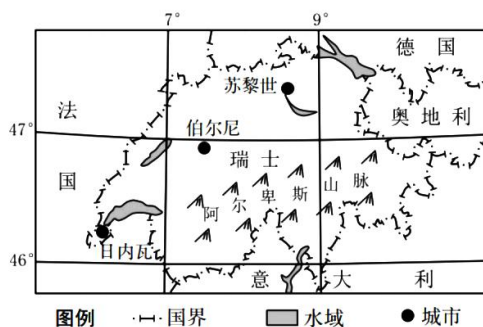 7° 9°
德国
苏黎世
法 奥地利
47° 伯尔尼
瑞士
国 阿尔卑斯山脉
日内瓦
46° 意大利
图例 国界 水域 城市